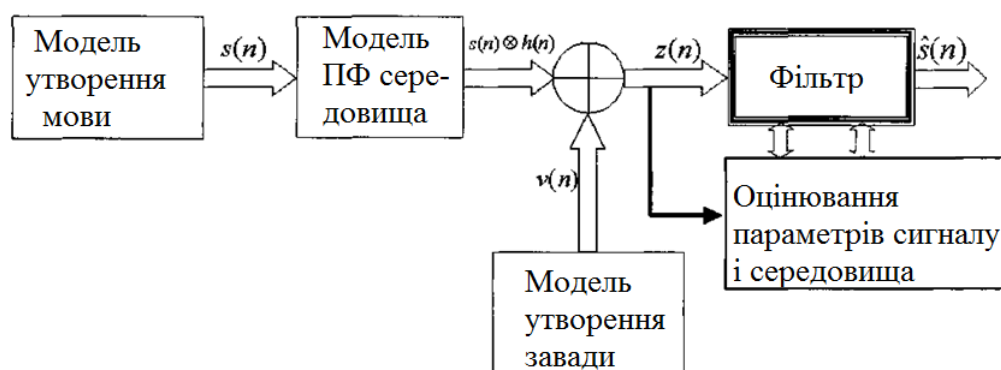 Модель
утворення
мови
s(n)
Модель
ПФ сере-
довища
s(n)⊗h(n)
z(n)
Фільтр
ŝ(n)
v(n)
Оцінювання
параметрів сигналу
і середовища
Модель
утворення
завади